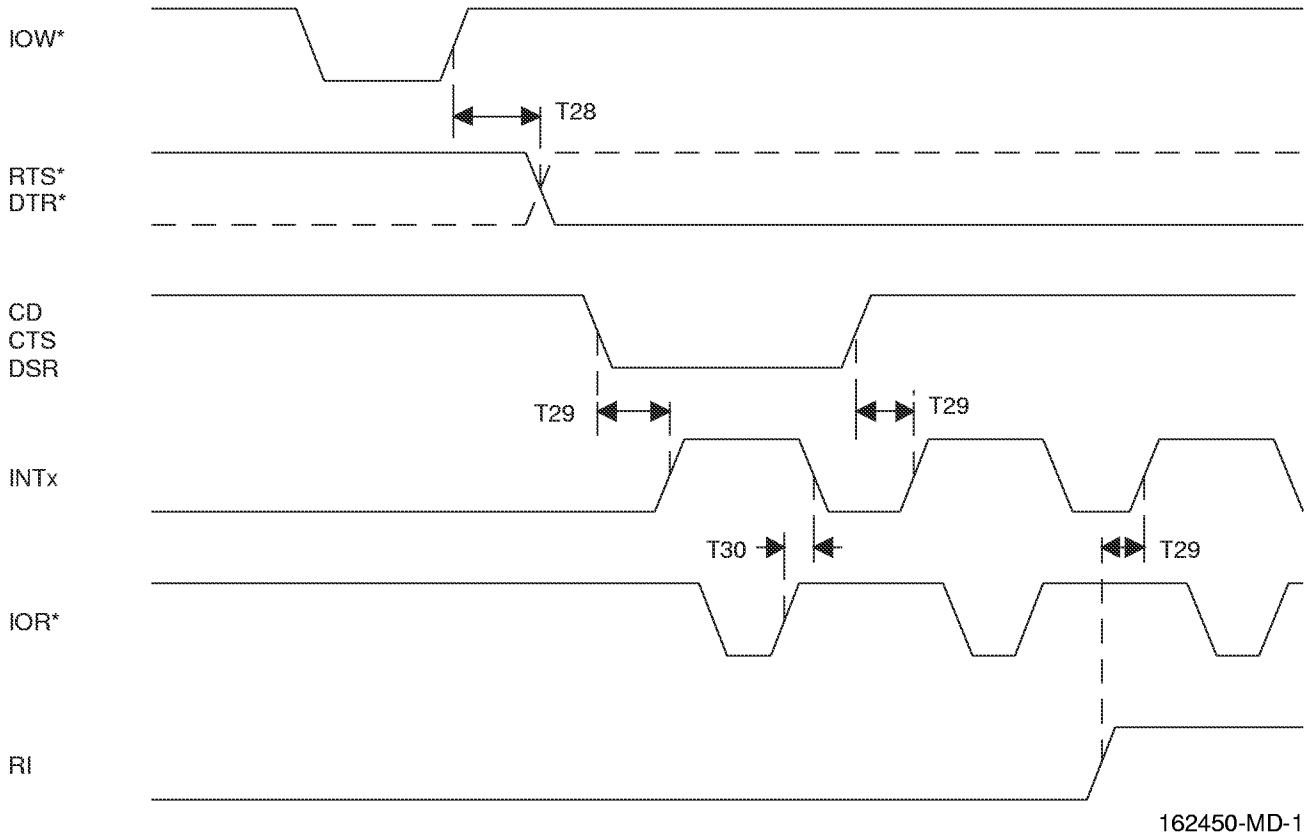 IOW*
T28
RTS*
DTR*
CD
CTS
DSR
T29
T29
INTx
T30
T29
IOR*
RI
162450-MD-1